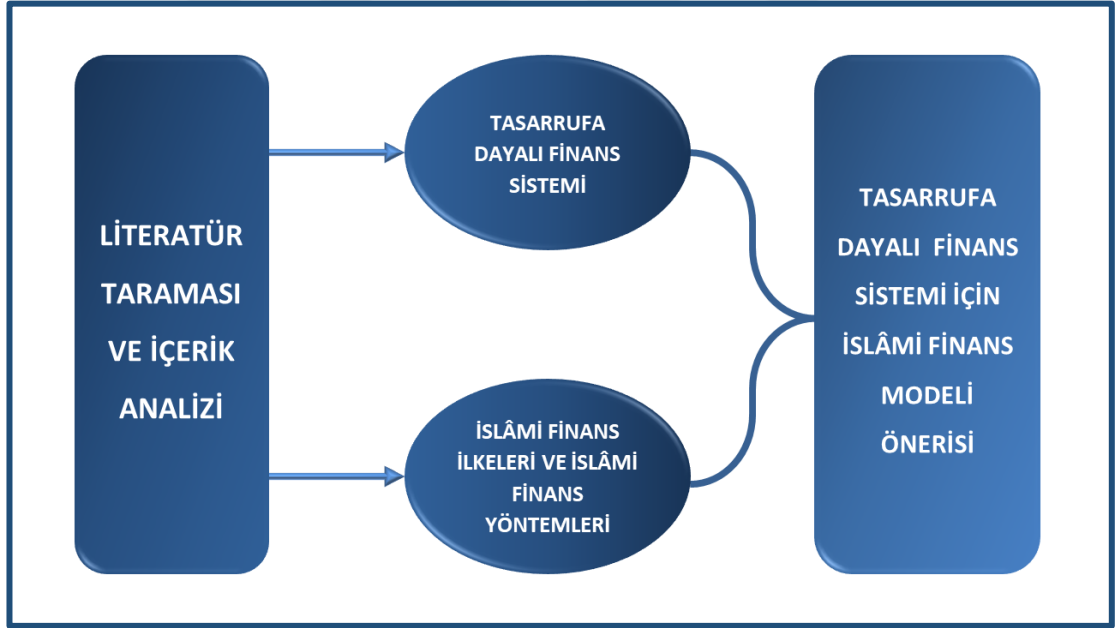 LİTERATÜR
TARAMASI
VE İÇERİK
ANALİZİ
TASARRUFA
DAYALI FİNANS
SİSTEMİ
İSLÂMİ FİNANS
İLKELERİ VE İSLÂMİ
FİNANS
YÖNTEMLERİ
TASARRUFA
DAYALI FİNANS
SİSTEMİ İÇİN
İSLÂMİ FİNANS
MODELİ
ÖNERİSİ